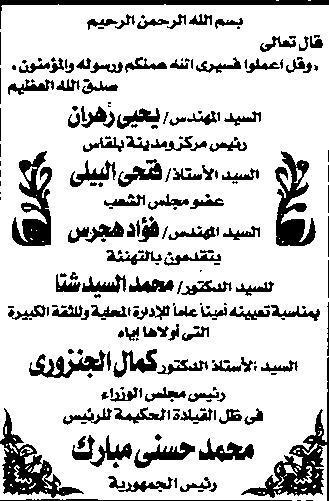 بسم الله الرحمن الرحيم
قال تعالى
«وقل اعملوا فسيرى الله عملكم ورسوله والمؤمنون»
صدق الله العظيم
السيد المهندس/ يحيى زهران
رئيس مركز ومدينة بلقاس
السيد الأستاذ/ فتحى البيلى
عضو مجلس الشعب
السيد المهندس/ فؤاد هجرس
يتقدمون بالتهنئة
للسيد الدكتور/ محمد السيد شتا
بمناسبة تعيينه أميناً عاماً للإدارة المحلية وللثقة الكبيرة
التى أولاها إياه
السيد الأستاذ الدكتور كمال الجنزورى
رئيس مجلس الوزراء
فى ظل القيادة الحكيمة للرئيس
محمد حسنى مبارك
رئيس الجمهورية